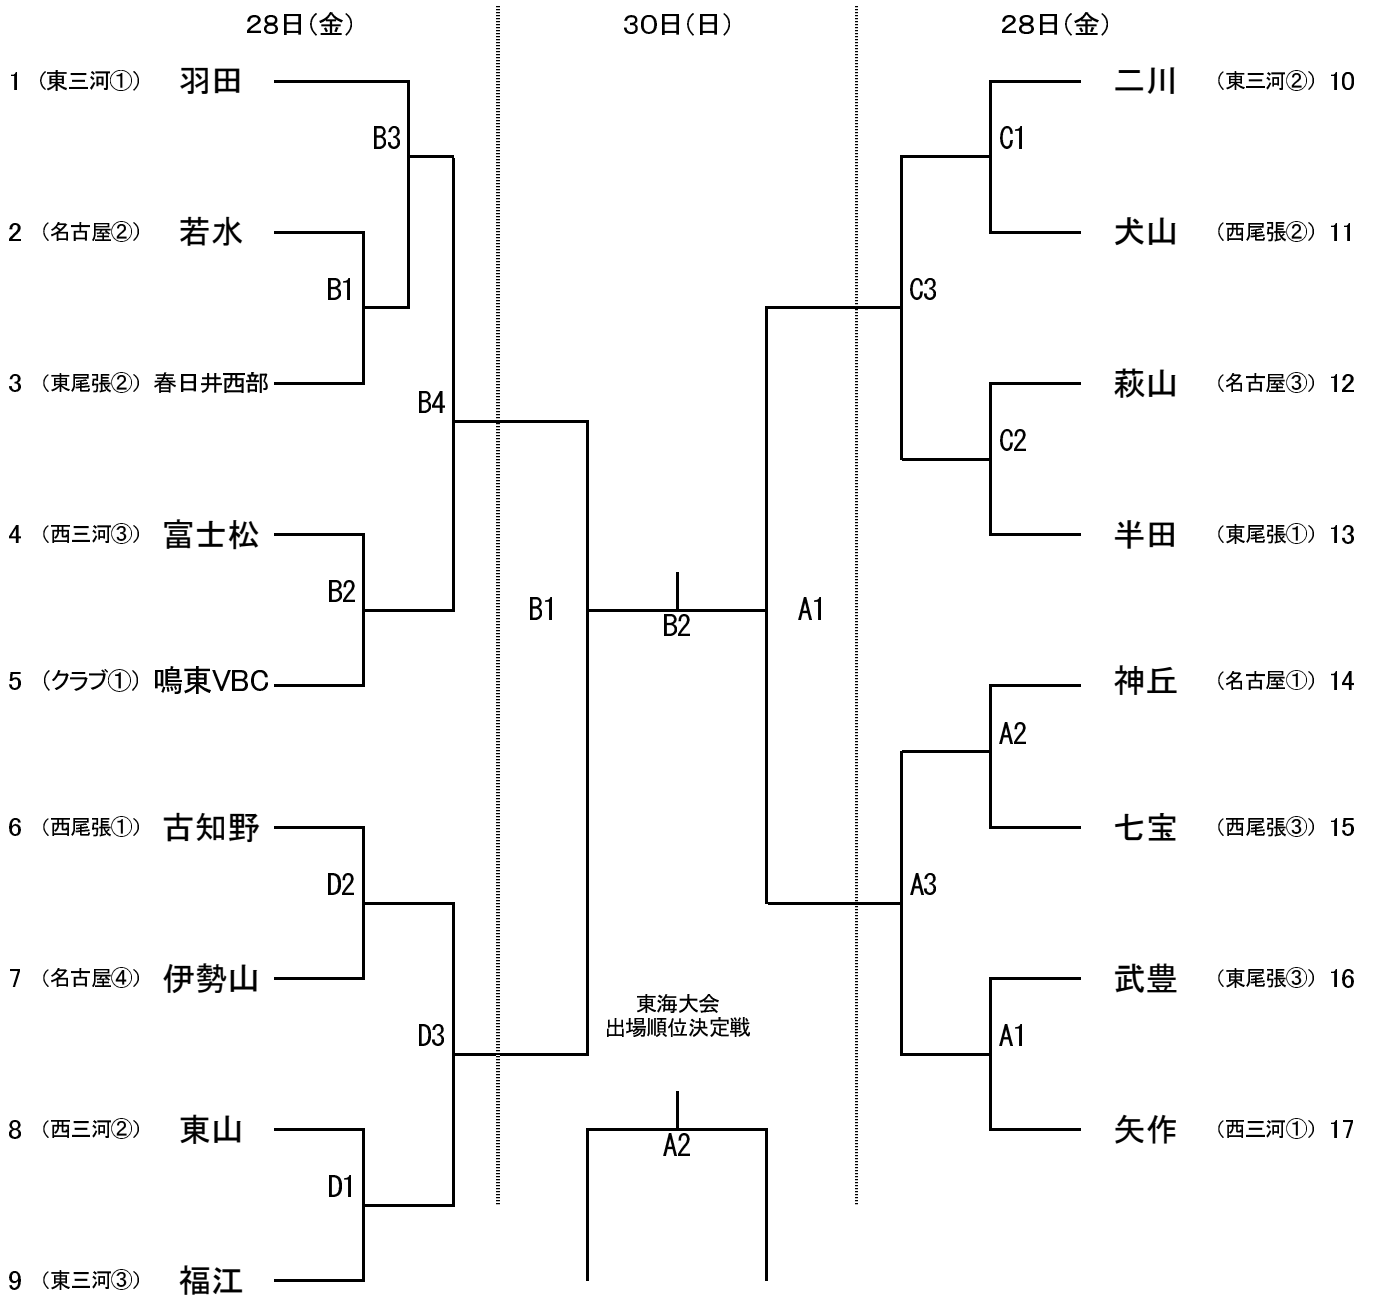 28日(金)
30日(日)
28日(金)
1 (東三河①) 羽田
B3
2 (名古屋②) 若水
B1
3 (東尾張②) 春日井西部
B4
4 (西三河③) 富士松
B2
5 (クラブ①) 鳴東VBC
6 (西尾張①) 古知野
D2
7 (名古屋④) 伊勢山
D3
8 (西三河②) 東山
D1
9 (東三河③) 福江
B1
B2
A1
東海大会
出場順位決定戦
A2
二川 (東三河②) 10
C1
犬山 (西尾張②) 11
C3
萩山 (名古屋③) 12
C2
半田 (東尾張①) 13
神丘 (名古屋①) 14
A2
七宝 (西尾張③) 15
A3
武豊 (東尾張③) 16
A1
矢作 (西三河①) 17